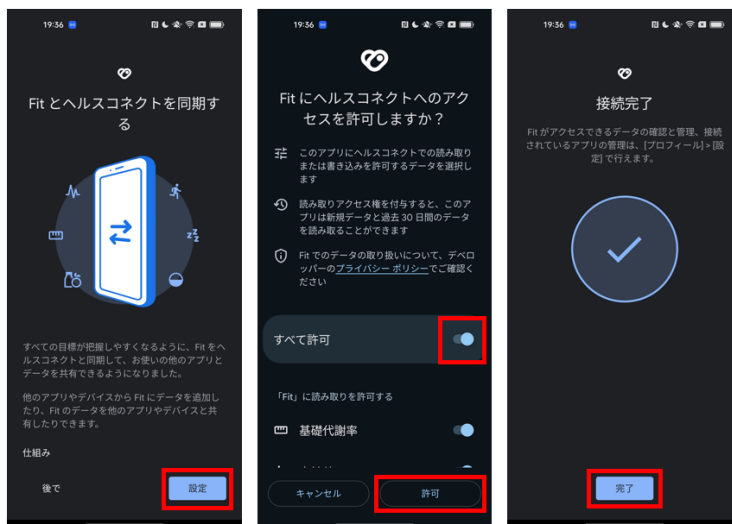 19:36
Fit とヘルスコネクトを同期す
る
すべての目標が把握しやすくなるように、Fit をヘ
ルスコネクトと同期して、お使いの他のアプリと
データを共有できるようになりました。
他のアプリやデバイスから Fit にデータを追加し
たり、Fit のデータを他のアプリやデバイスと共
有したりできます。
仕組み
後で
設定
19:36
Fit にヘルスコネクトへのアク
セスを許可しますか？
このアプリにヘルスコネクトでの読み取り
または書き込みを許可するデータを選択し
ます
読み取りアクセス権を付与すると、このア
プリは新規データと過去 30 日間のデータ
を読み取ることができます
Fit でのデータの取り扱いについて、デベロ
ッパーのプライバシー ポリシーでご確認く
ださい
すべて許可
「Fit」に読み取りを許可する
基礎代謝率
キャンセル
許可
19:36
接続完了
Fit がアクセスできるデータの確認と管理、接続
されているアプリの管理は、[プロフィール] > [設
定] で行えます。
完了